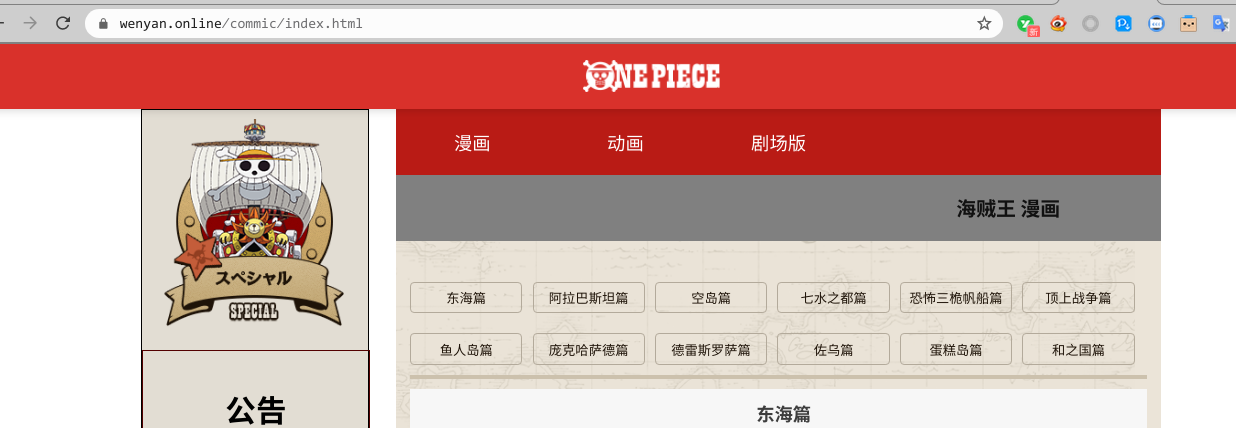 wenyan.online/commic/index.html
新
ONE PIECE
漫画
动画
剧场版
海贼王 漫画
スペシャル
SPECIAL
东海篇
阿拉巴斯坦篇
空岛篇
七水之都篇
恐怖三桅帆船篇
顶上战争篇
鱼人岛篇
庞克哈萨德篇
德雷斯罗萨篇
佐乌篇
蛋糕岛篇
和之国篇
公告
东海篇